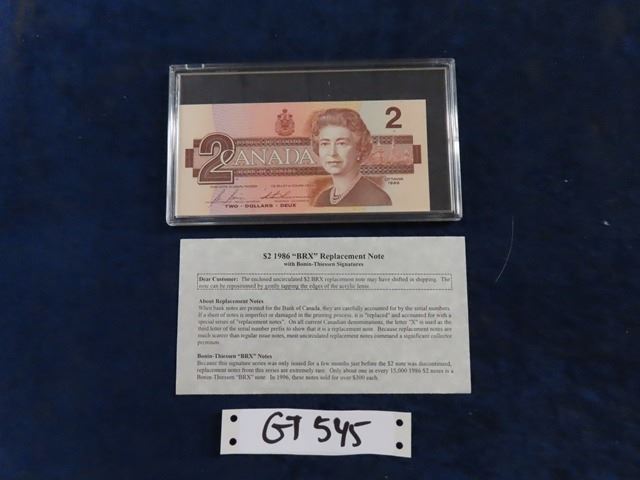 2
2
CANADA
OTTAWA
1986
TWO • DOLLARS • DEUX
$2 1986 "BRX" Replacement Note
with Bonin-Thiessen Signatures
Dear Customer: The enclosed uncirculated $2 BRX replacement note may have shifted in shipping. The
note can be repositioned by gently tapping the edges of the acrylic lens.
About Replacement Notes
When bank notes are printed for the Bank of Canada, they are carefully accounted for by the serial numbers.
If a sheet of notes is imperfect or damaged in the printing process, it is "replaced" and accounted for with a
special series of "replacement notes". On all current Canadian denominations, the letter "X" is used as the
third letter of the serial number prefix to show that it is a replacement note. Because replacement notes are
much scarcer than regular issue notes, most uncirculated replacement notes command a significant collector
premium.
Bonin-Thiessen "BRX" Notes
Because this signature series was only issued for a few months just before the $2 note was discontinued,
replacement notes from this series are extremely rare. Only about one in every 15,000 1986 $2 notes is a
Bonin-Thiessen "BRX" note. In 1996, these notes sold for over $300 each.
GT 545